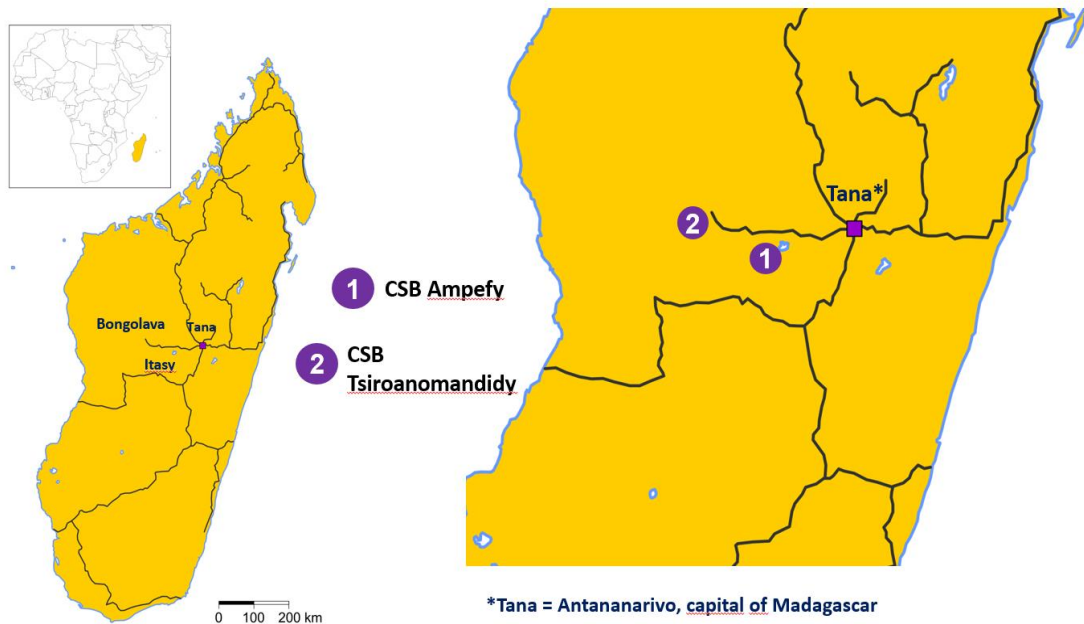 Bongolava
Tana
Itasy
0 100 200 km
1 CSB Ampefy
2 CSB
Tsiroanomandidy
Tana*
2
1
*Tana = Antananarivo, capital of Madagascar